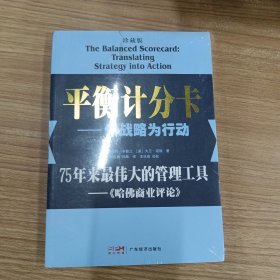 珍藏版
The Balanced Scorecard:
Translating
Strategy into Action
平衡计分卡
战略为行动
75年来最伟大的管理工具
——《哈佛商业评论》
广东经济出版社